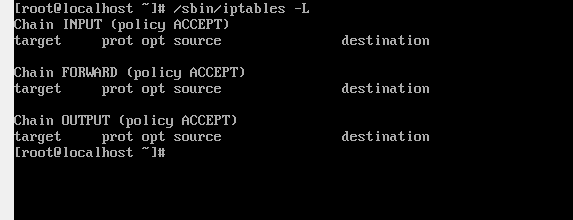 [root@localhost ~]# /sbin/iptables -L
Chain INPUT (policy ACCEPT)
target     prot opt source               destination

Chain FORWARD (policy ACCEPT)
target     prot opt source               destination

Chain OUTPUT (policy ACCEPT)
target     prot opt source               destination
[root@localhost ~]#